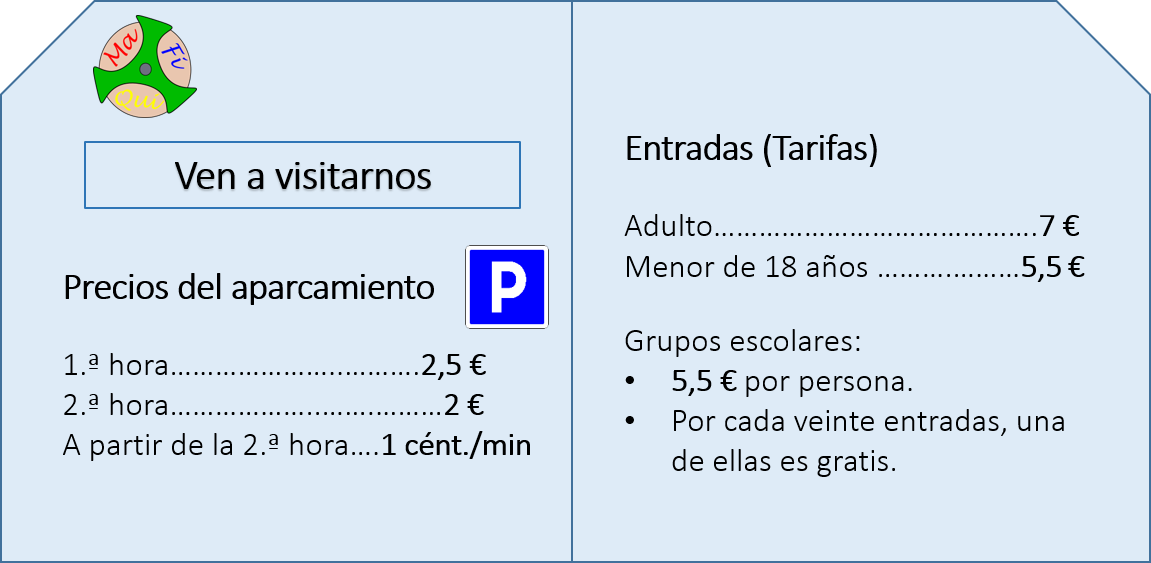 Ma
Fi
Qui
Ven a visitarnos
Precios del aparcamiento
P
1.ª hora…………………..……….2,5 €
2.ª hora……………….…….………2 €
A partir de la 2.ª hora….1 cént./min
Entradas (Tarifas)
Adulto…………………………………….7 €
Menor de 18 años ……….………5,5 €
Grupos escolares:
• 5,5 € por persona.
• Por cada veinte entradas, una
de ellas es gratis.